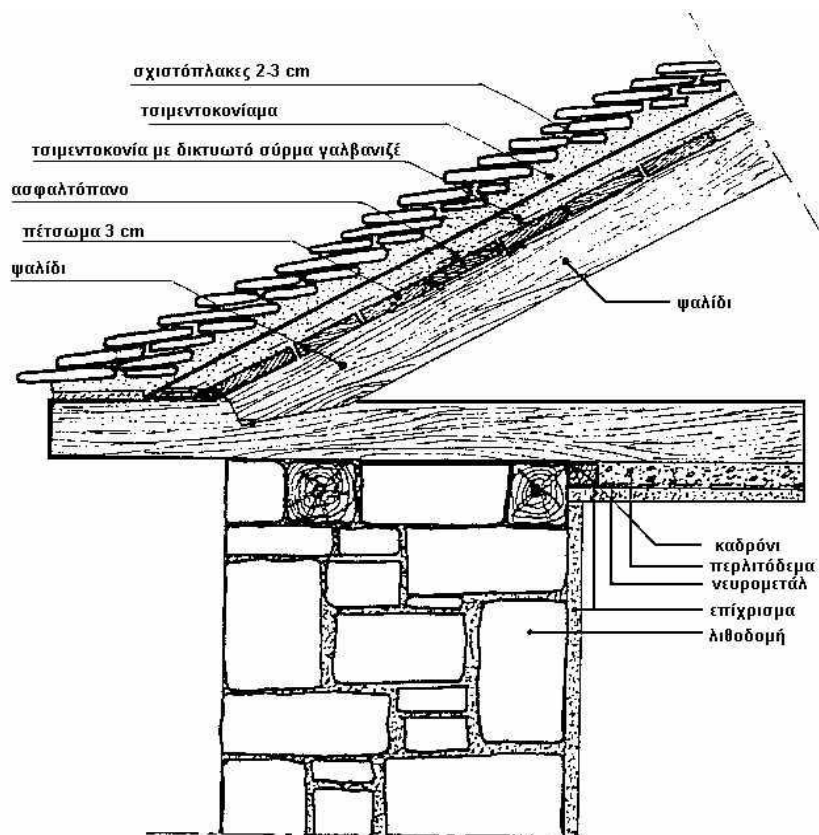 σχιστόπλακες 2-3 cm
τσιμεντοκονίαμα
τσιμεντοκονία με δικτυωτό σύρμα γαλβανιζέ
ασφαλτόπανο
πέτσωμα 3 cm
ψαλίδι
ψαλίδι
καδρόνι
περλιτόδεμα
νευρομετάλ
επίχρισμα
λιθοδομή